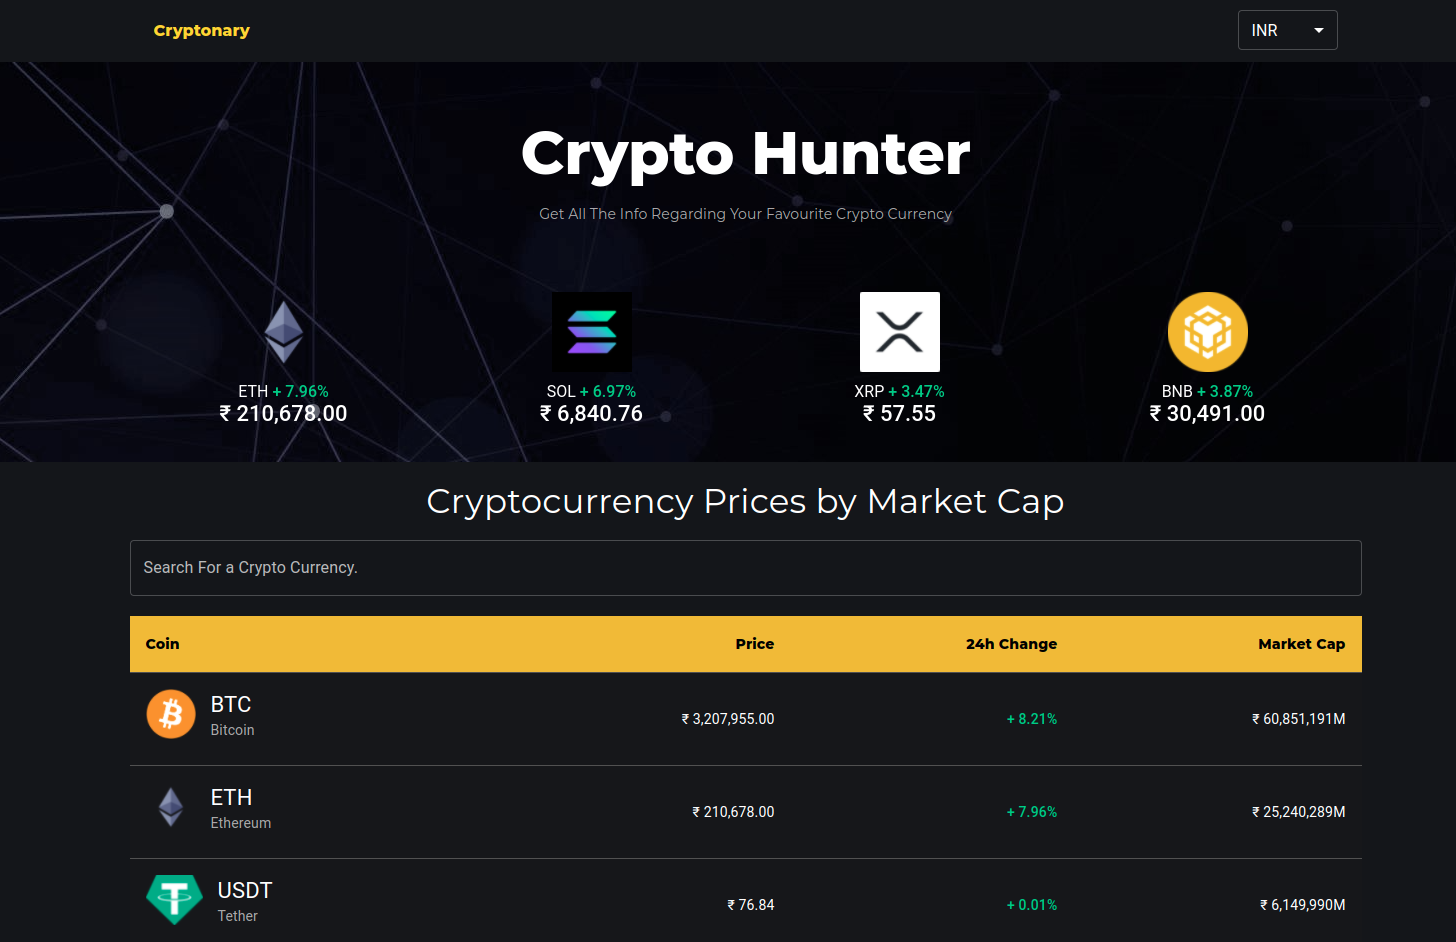 Cryptonary
INR
Crypto Hunter
Get All The Info Regarding Your Favourite Crypto Currency
ETH + 7.96%
₹ 210,678.00
SOL + 6.97%
₹ 6,840.76
XRP + 3.47%
₹ 57.55
BNB + 3.87%
₹ 30,491.00
Cryptocurrency Prices by Market Cap
Search For a Crypto Currency.
Coin Price 24h Change Market Cap
BTC
Bitcoin
₹ 3,207,955.00 + 8.21% ₹ 60,851,191M
ETH
Ethereum
₹ 210,678.00 + 7.96% ₹ 25,240,289M
USDT
Tether
₹ 76.84 + 0.01% ₹ 6,149,990M